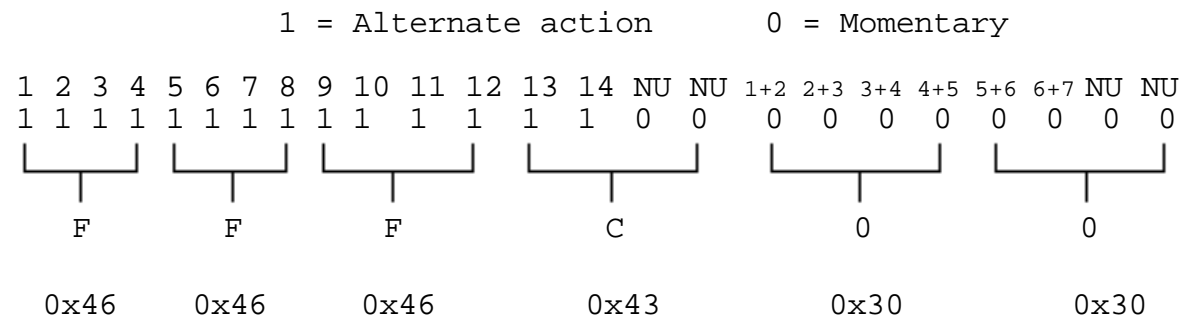 1 = Alternate action 0 = Momentary
1 2 3 4 5 6 7 8 9 10 11 12 13 14 NU NU 1+2 2+3 3+4 4+5 5+6 6+7 NU NU
1 1 1 1 1 1 1 1 1 1 1 1 1 1 0 0 0 0 0 0 0 0 0 0
F F F C 0 0
0x46 0x46 0x46 0x43 0x30 0x30